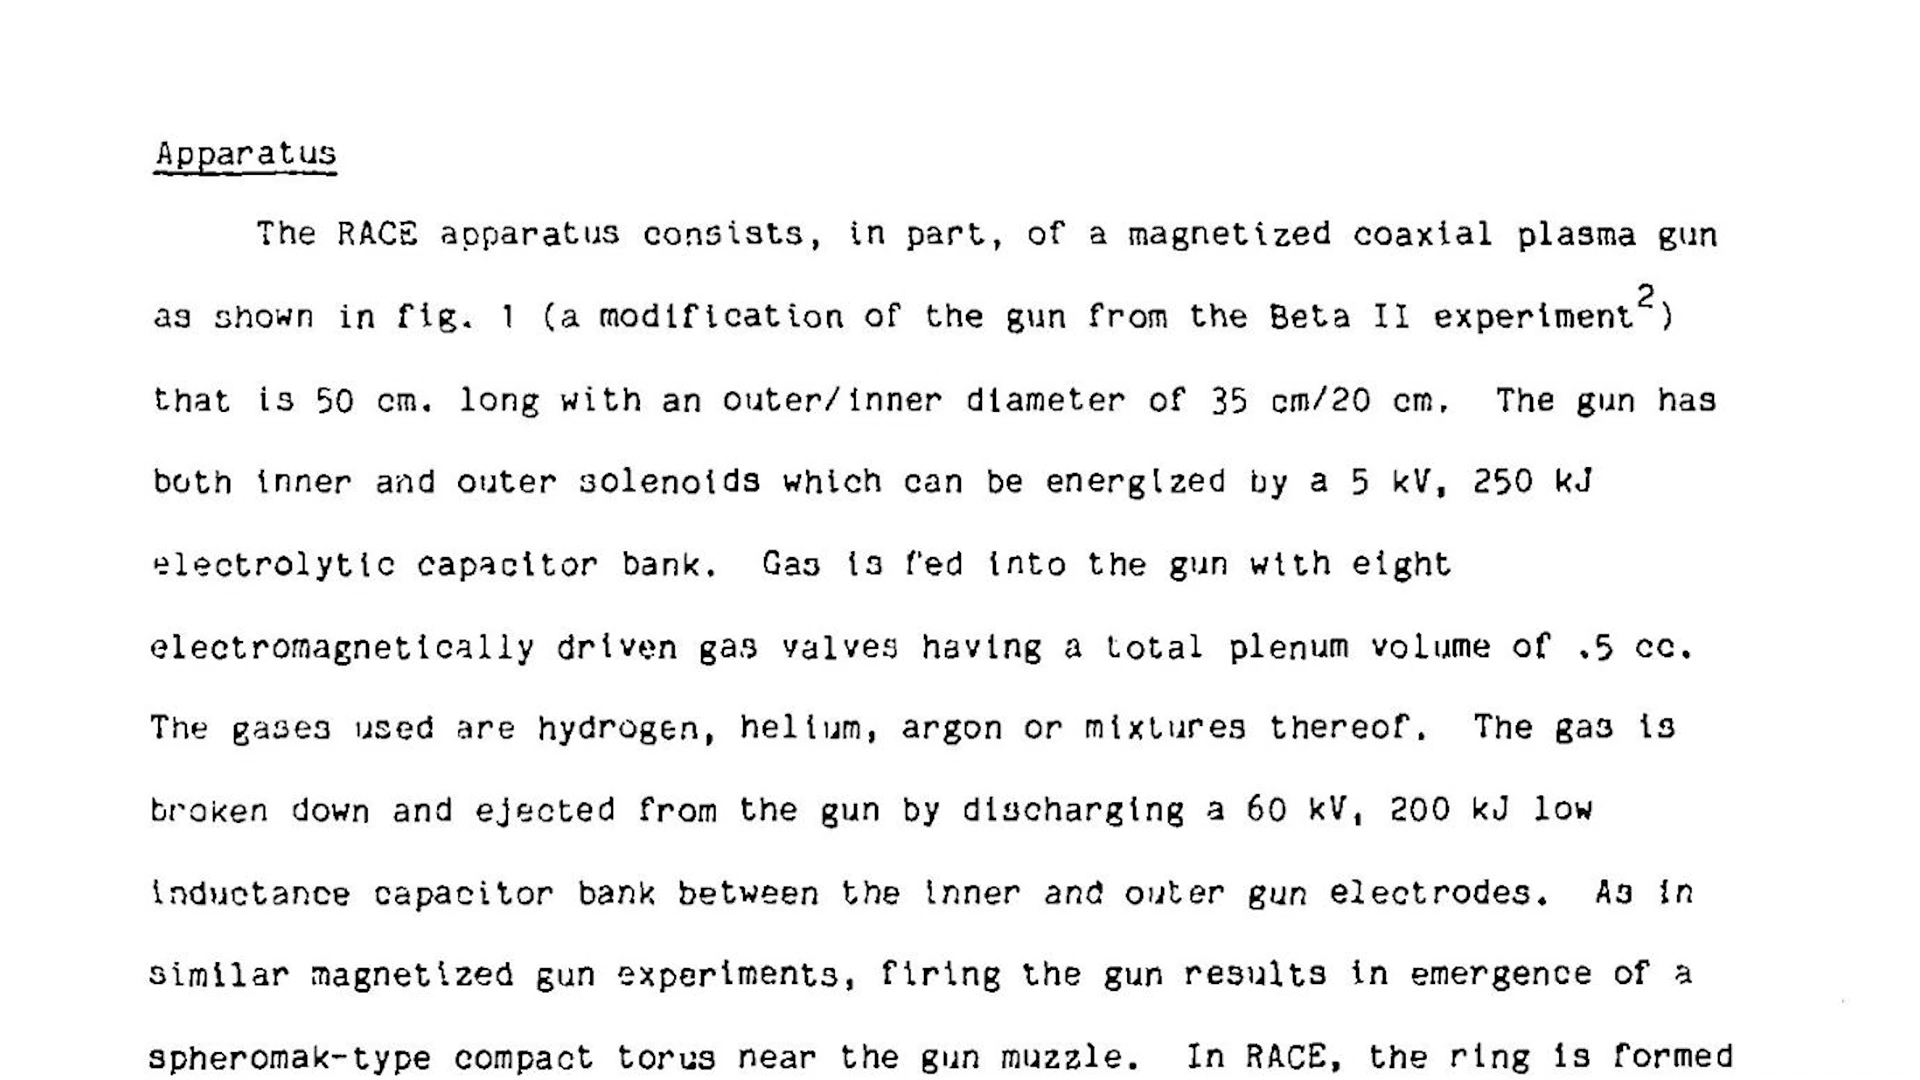 Apparatus
The RACE apparatus consists, in part, of a magnetized coaxial plasma gun
as shown in fig. 1 (a modification of the gun from the Beta II experiment2)
that is 50 cm. long with an outer/inner diameter of 35 cm/20 cm. The gun has
both inner and outer solenoids which can be energized by a 5 kV, 250 kJ
electrolytic capacitor bank. Gas is fed into the gun with eight
electromagnetically driven gas valves having a total plenum volume of .5 cc.
The gases used are hydrogen, helium, argon or mixtures thereof. The gas is
broken down and ejected from the gun by discharging a 60 kV, 200 kJ low
inductance capacitor bank between the inner and outer gun electrodes. As in
similar magnetized gun experiments, firing the gun results in emergence of a
spheromak-type compact torus near the gun muzzle. In RACE, the ring is formed